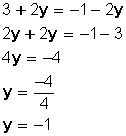 3 + 2y = −1 − 2y
2y + 2y = −1 − 3
4y = −4
y = −4/4
y = −1